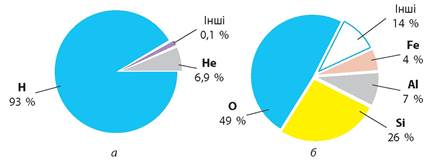 Інші
0,1 %
He
6,9 %
H
93 %
а
Інші
14 %
Fe
4 %
Al
7 %
Si
26 %
O
49 %
б